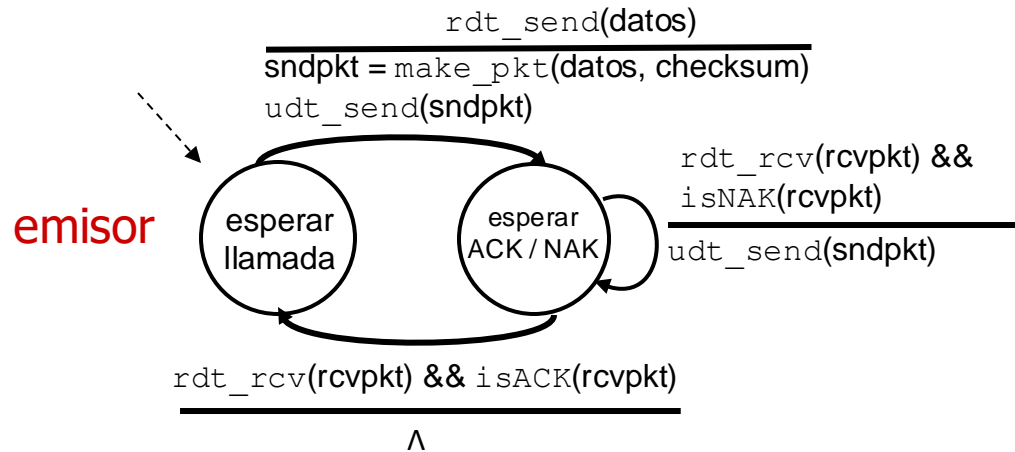 rdt_send(datos)
sndpkt = make_pkt(datos, checksum)
udt_send(sndpkt)
rdt_rcv(rcvpkt) &&
isNAK(rcvpkt)
udt_send(sndpkt)
emisor
esperar
llamada
esperar
ACK / NAK
rdt_rcv(rcvpkt) && isACK(rcvpkt)
Λ